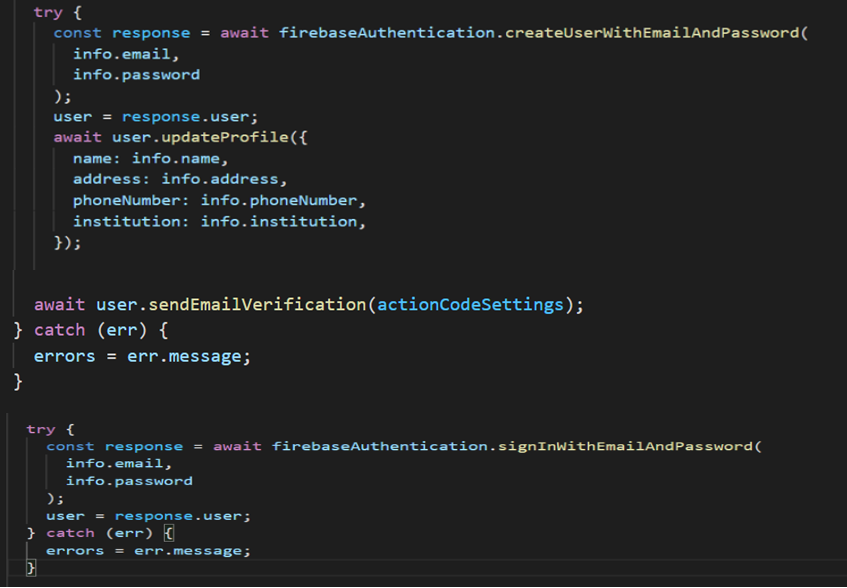 try {
const response = await firebaseAuthentication.createUserWithEmailAndPassword(
info.email,
info.password
);
user = response.user;
await user.updateProfile({
name: info.name,
address: info.address,
phoneNumber: info.phoneNumber,
institution: info.institution,
});
await user.sendEmailVerification(actionCodeSettings);
} catch (err) {
errors = err.message;
}
try {
const response = await firebaseAuthentication.signInWithEmailAndPassword(
info.email,
info.password
);
user = response.user;
} catch (err) {
errors = err.message;
}